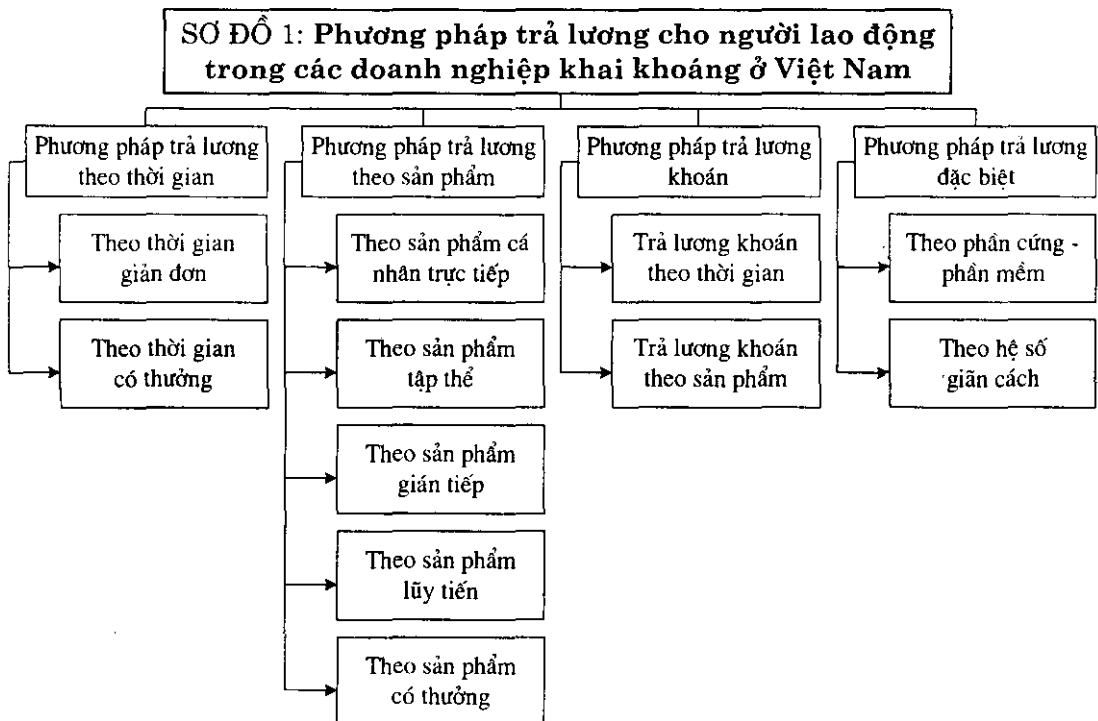 SƠ ĐỒ 1: Phương pháp trả lương cho người lao động
trong các doanh nghiệp khai khoáng ở Việt Nam
Phương pháp trả lương
theo thời gian
Theo thời gian
giản đơn
Theo thời gian
có thưởng
Phương pháp trả lương
theo sản phẩm
Theo sản phẩm cá
nhân trực tiếp
Theo sản phẩm
tập thể
Theo sản phẩm
gián tiếp
Theo sản phẩm
lũy tiến
Theo sản phẩm
có thưởng
Phương pháp trả lương
khoán
Trả lương khoán
theo thời gian
Trả lương khoán
theo sản phẩm
Phương pháp trả lương
đặc biệt
Theo phần cứng -
phần mềm
Theo hệ số
giãn cách